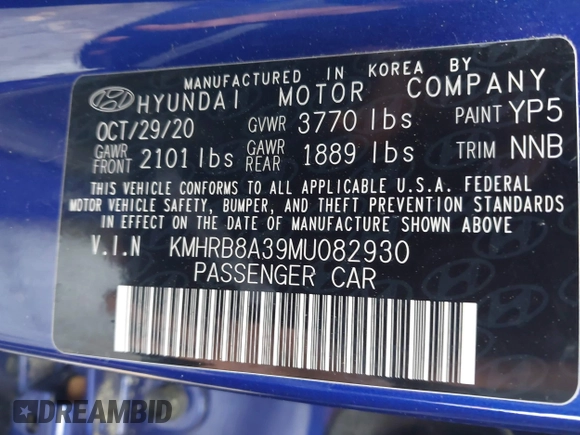 MANUFACTURED IN KOREA BY
HYUNDAI MOTOR COMPANY
OCT/29/20 GVWR 3770 lbs PAINT YP5
GAWR FRONT 2101 lbs GAWR REAR 1889 lbs TRIM NNB
THIS VEHICLE CONFORMS TO ALL APPLICABLE U.S.A. FEDERAL
MOTOR VEHICLE SAFETY, BUMPER, AND THEFT PREVENTION STANDARDS
IN EFFECT ON THE DATE OF MANUFACTURE SHOWN ABOVE
V.I.N KMHRB8A39MU082930
PASSENGER CAR
DREAMBID